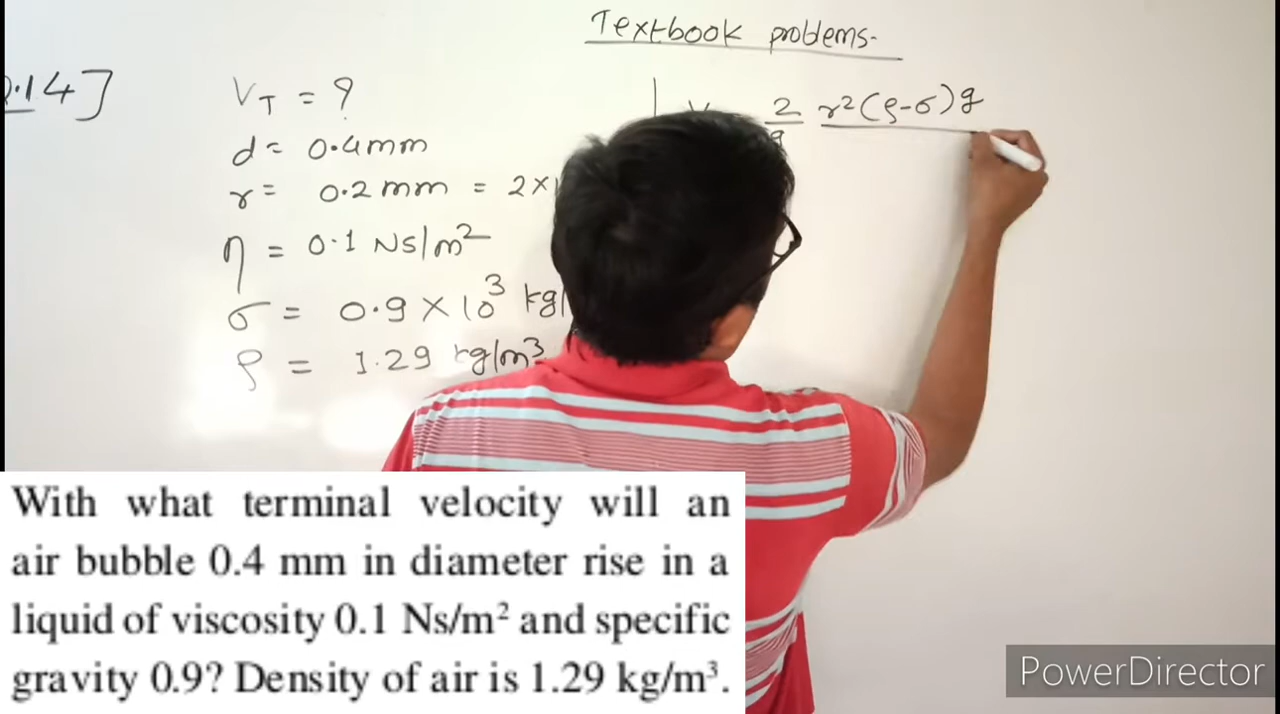 Textbook problems-
.14]
V_T = ?
d = 0.4mm
r = 0.2 mm = 2×
η = 0.1 Ns/m²
σ = 0.9 × 10³ kg/
ρ = 1.29 kg/m³
2 r²(ρ-σ)g
9
With what terminal velocity will an
air bubble 0.4 mm in diameter rise in a
liquid of viscosity 0.1 Ns/m² and specific
gravity 0.9? Density of air is 1.29 kg/m³.
PowerDirector